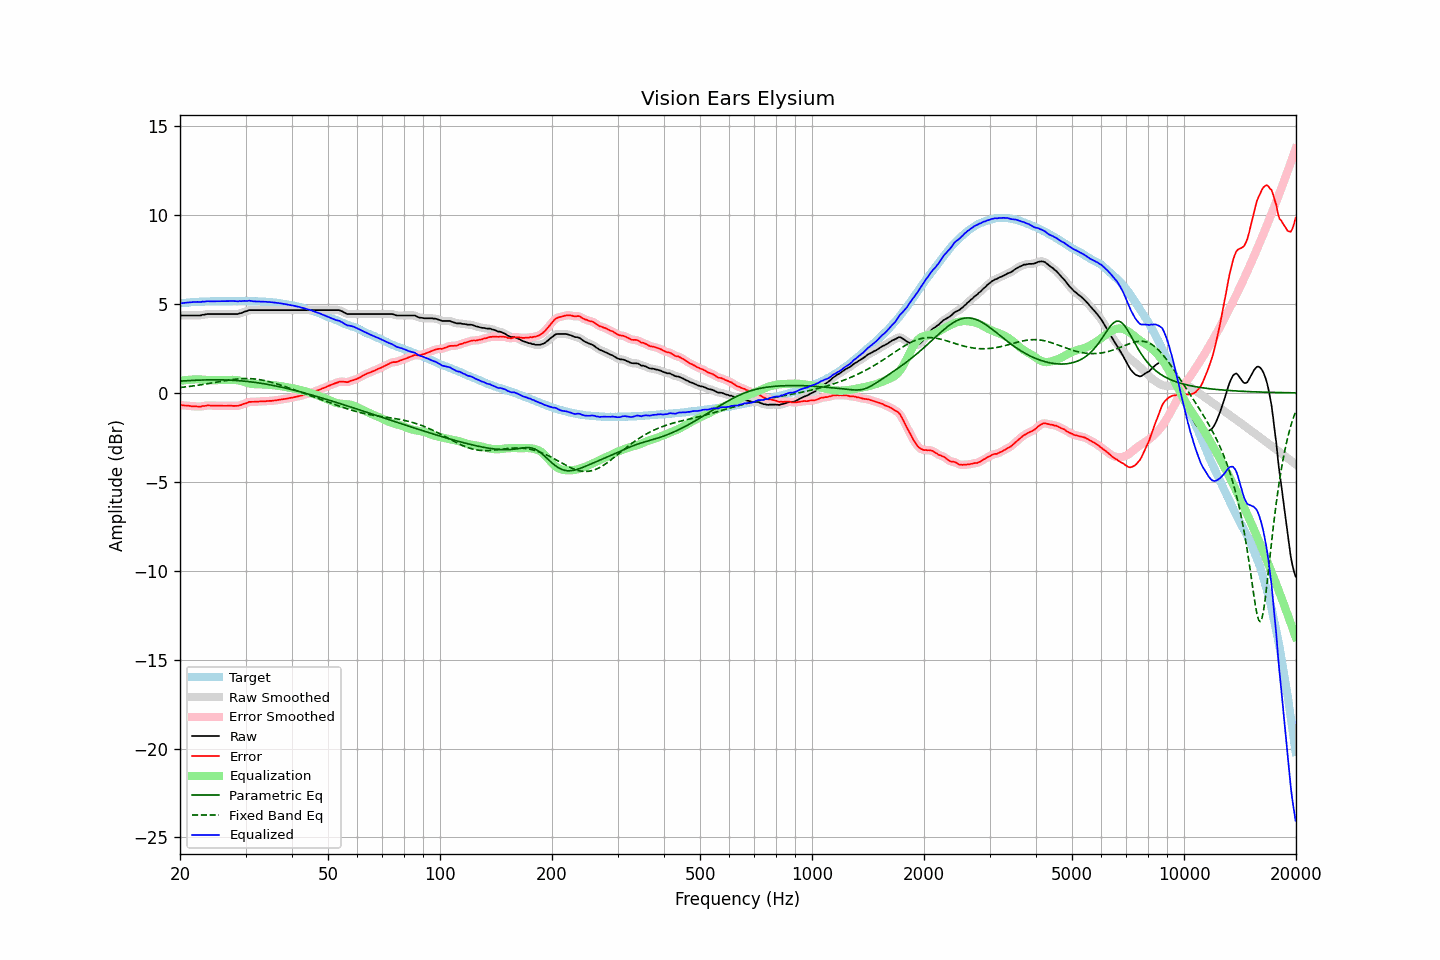 Vision Ears Elysium
Amplitude (dBr)
15
10
5
0
−5
−10
−15
−20
−25
Target
Raw Smoothed
Error Smoothed
Raw
Error
Equalization
Parametric Eq
Fixed Band Eq
Equalized
20 50 100 200 500 1000 2000 5000 10000 20000
Frequency (Hz)